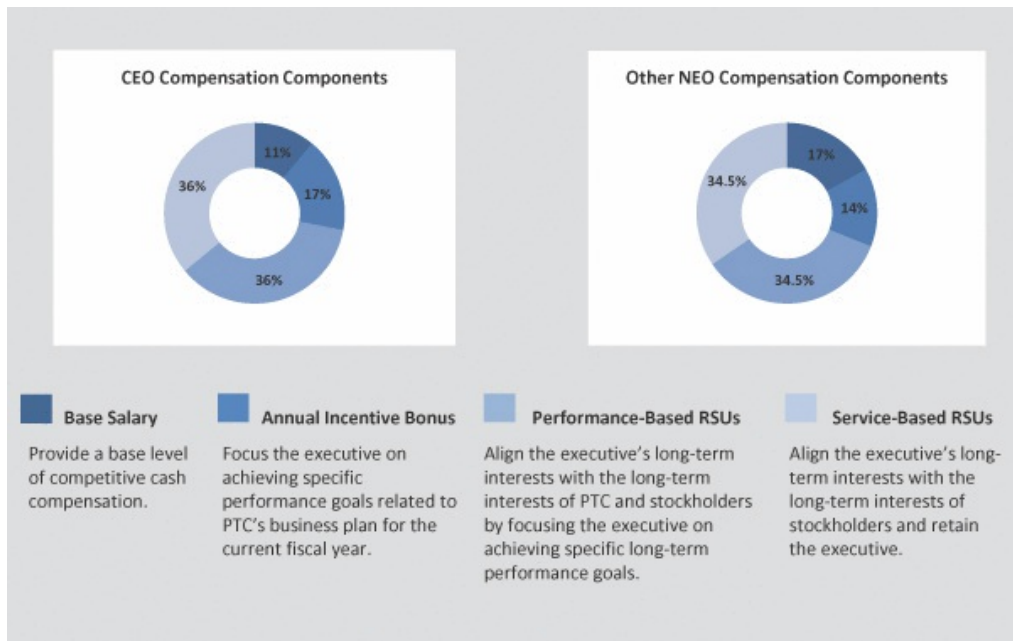 CEO Compensation Components
11%
17%
36%
36%
Other NEO Compensation Components
17%
14%
34.5%
34.5%
Base Salary
Provide a base level
of competitive cash
compensation.
Annual Incentive Bonus
Focus the executive on
achieving specific
performance goals related to
PTC's business plan for the
current fiscal year.
Performance-Based RSUs
Align the executive's long-term
interests with the long-term
interests of PTC and stockholders
by focusing the executive on
achieving specific long-term
performance goals.
Service-Based RSUs
Align the executive's long-
term interests with the
long-term interests of
stockholders and retain
the executive.